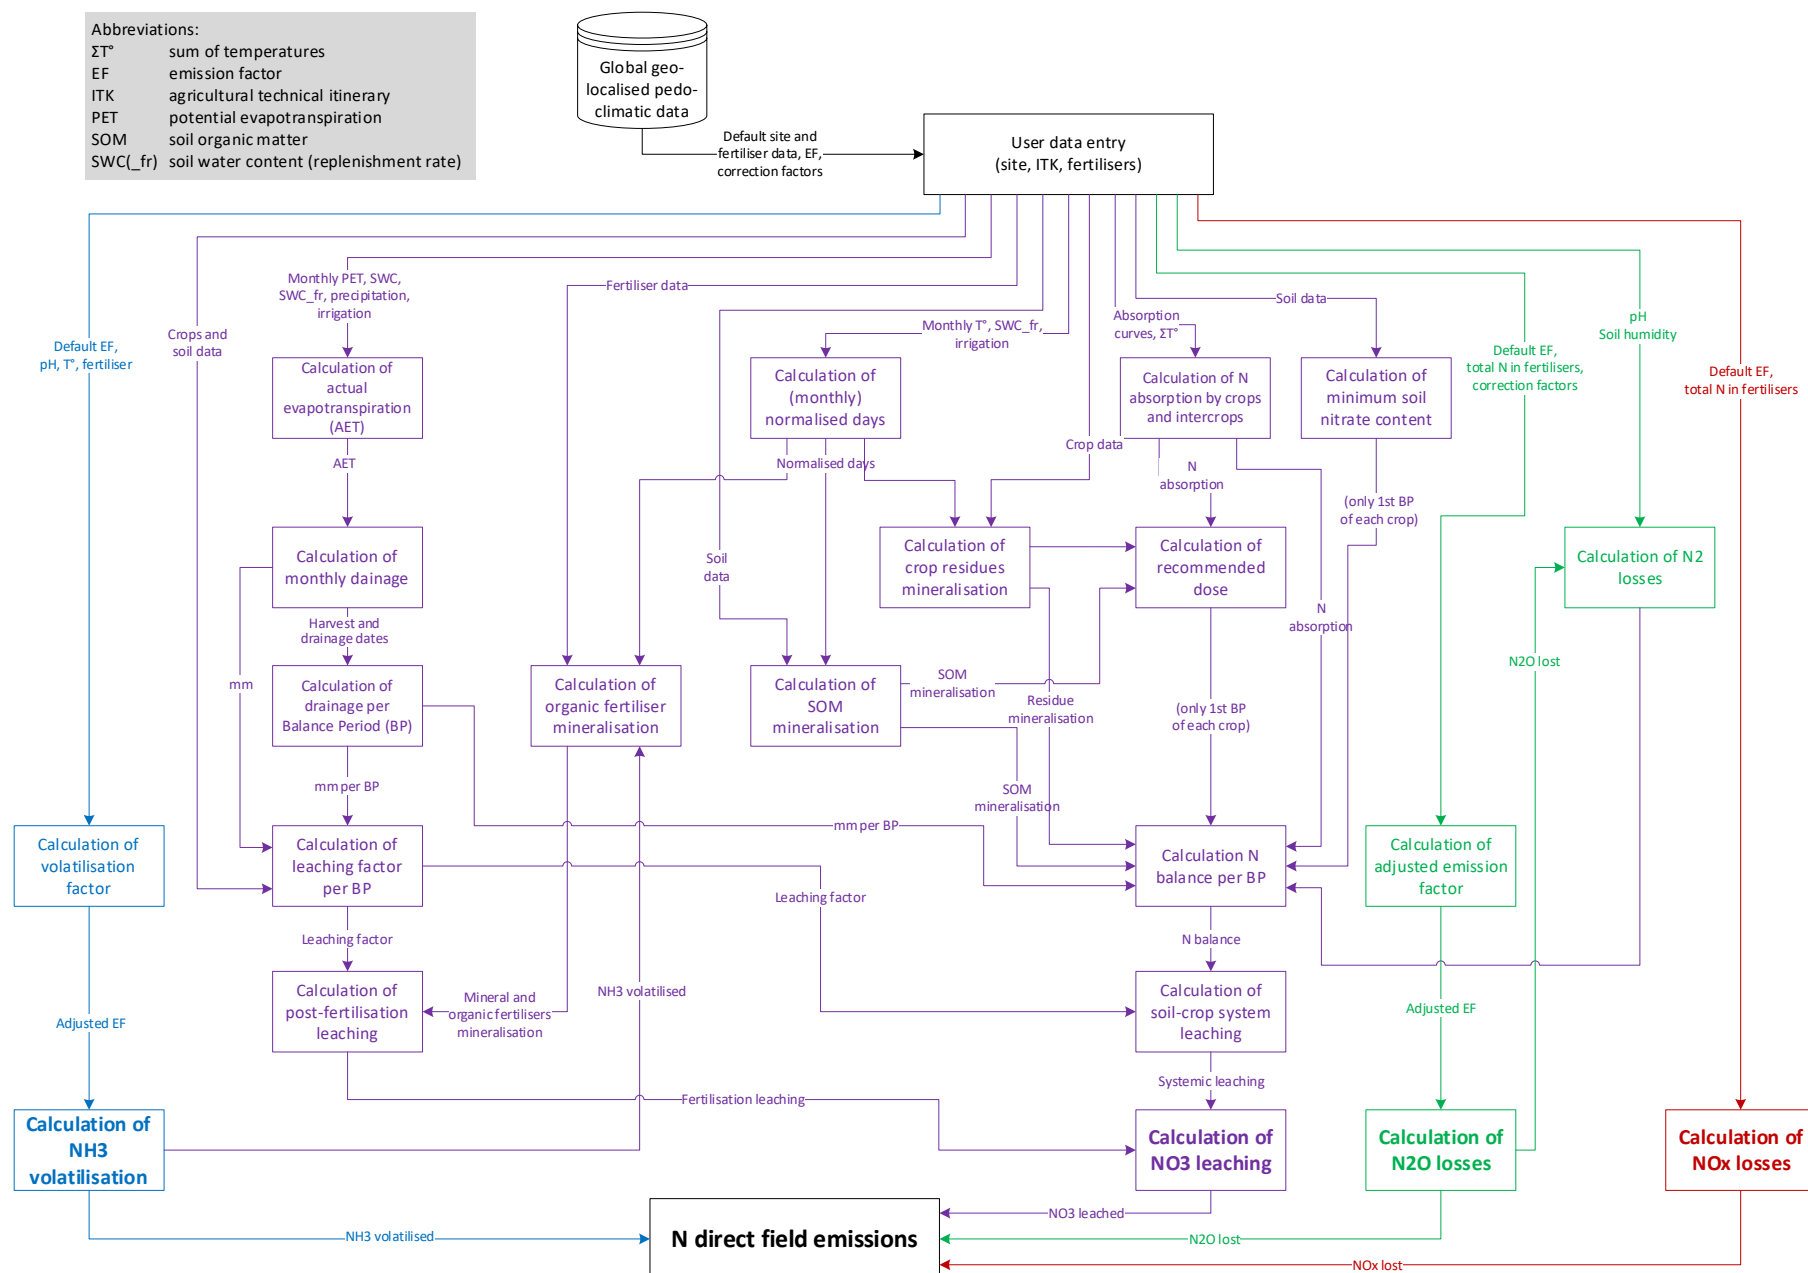 Abbreviations:
ΣT° sum of temperatures
EF emission factor
ITK agricultural technical itinerary
PET potential evapotranspiration
SOM soil organic matter
SWC(_fr) soil water content (replenishment rate)
Global geo-
localised pedo-
climatic data
Default site and
fertiliser data, EF,
correction factors
User data entry
(site, ITK, fertilisers)
Monthly PET, SWC,
SWC_fr, precipitation,
irrigation
Fertiliser data
Soil data
Absorption
curves, ΣT°
Monthly T°, SWC_fr,
irrigation
pH
Soil humidity
Crops and
soil data
Default EF,
pH, T°, fertiliser
Default EF,
total N in fertilisers,
correction factors
Default EF,
total N in fertilisers
Calculation of
actual
evapotranspiration
(AET)
Calculation of
(monthly)
normalised days
Calculation of N
absorption by crops
and intercrops
Calculation of
minimum soil
nitrate content
Crop data
AET
Normalised days
N
absorption
(only 1st BP
of each crop)
Calculation of
monthly dainage
Soil
data
Calculation of
crop residues
mineralisation
Calculation of
recommended
dose
Calculation of N2
losses
N
absorption
Harvest and
drainage dates
N2O lost
mm
Calculation of
drainage per
Balance Period (BP)
Calculation of
organic fertiliser
mineralisation
Calculation of
SOM
mineralisation
SOM
mineralisation
Residue
mineralisation
(only 1st BP
of each crop)
mm per BP
SOM
mineralisation
mm per BP
Calculation of
volatilisation
factor
Calculation of
leaching factor
per BP
Calculation N
balance per BP
Calculation of
adjusted emission
factor
Leaching factor
Leaching factor
N balance
Calculation of
post-fertilisation
leaching
Mineral and
organic fertilisers
mineralisation
NH3 volatilised
Calculation of
soil-crop system
leaching
Adjusted EF
Adjusted EF
Systemic leaching
Fertilisation leaching
Calculation of
NH3
volatilisation
Calculation of
NO3 leaching
Calculation of
N2O losses
Calculation of
NOx losses
NO3 leached
NH3 volatilised
N direct field emissions
N2O lost
NOx lost